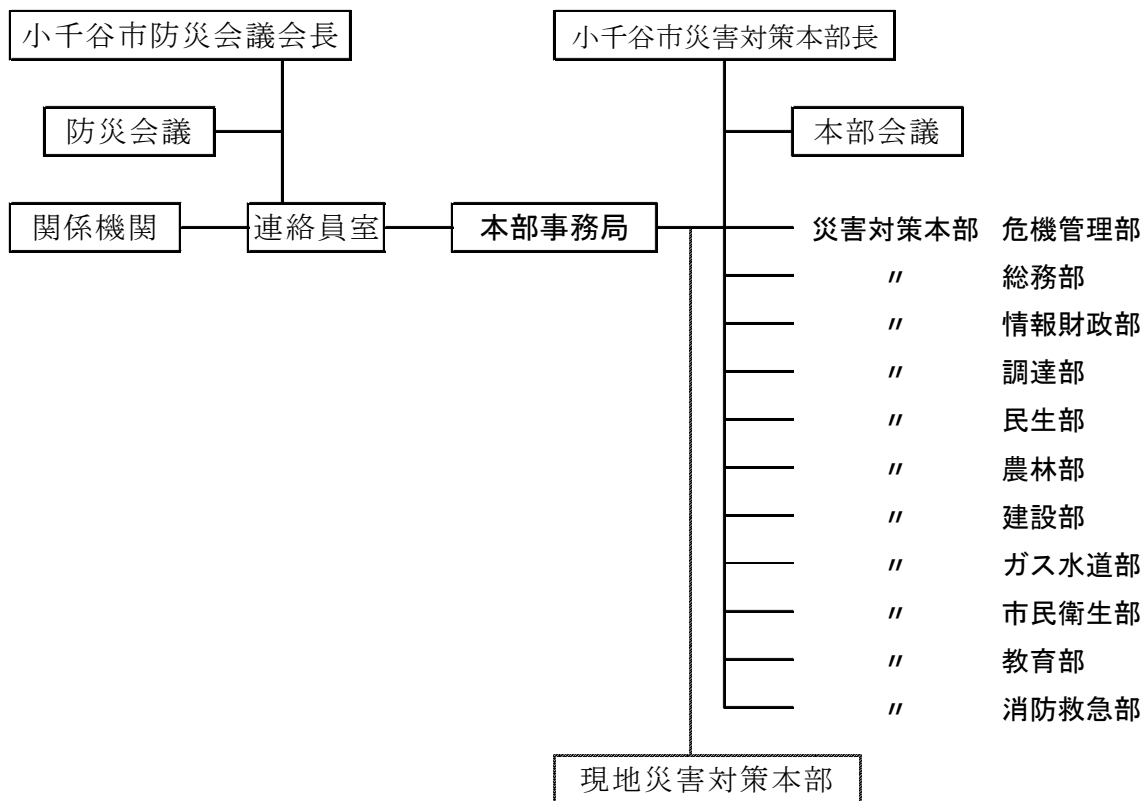 小千谷市防災会議会長 小千谷市災害対策本部長
防災会議 本部会議
関係機関 連絡員室 本部事務局 災害対策本部 危機管理部
〃 総務部
〃 情報財政部
〃 調達部
〃 民生部
〃 農林部
〃 建設部
〃 ガス水道部
〃 市民衛生部
〃 教育部
〃 消防救急部
現地災害対策本部